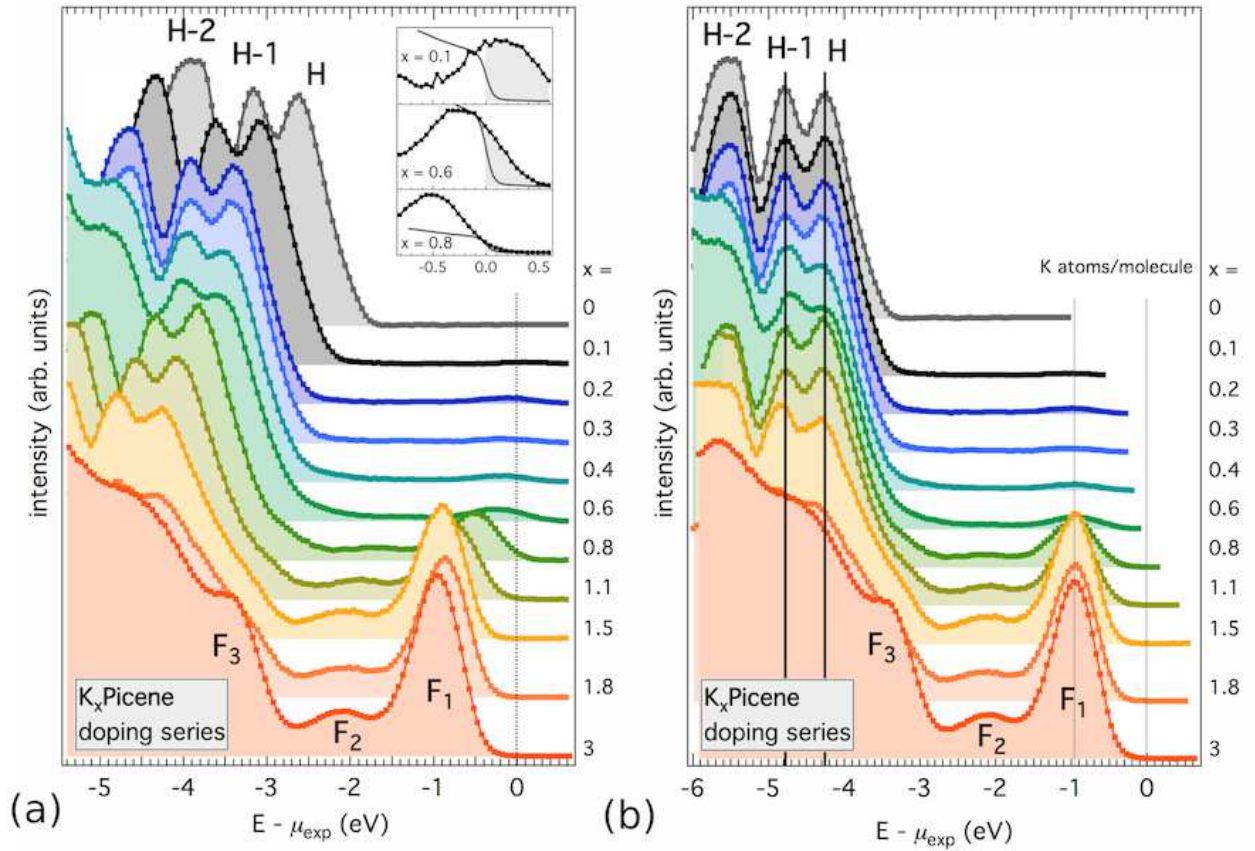 H-2
H-1
H
x = 0.1
x = 0.6
x = 0.8
-0.5 0.0 0.5
x =
0
0.1
0.2
0.3
0.4
0.6
0.8
1.1
1.5
1.8
3
intensity (arb. units)
F3
F2
F1
KxPicene
doping series
-5 -4 -3 -2 -1 0
(a)
E - μexp (eV)
H-2
H-1
H
K atoms/molecule
x =
0
0.1
0.2
0.3
0.4
0.6
0.8
1.1
1.5
1.8
3
intensity (arb. units)
F3
F2
F1
KxPicene
doping series
-6 -5 -4 -3 -2 -1 0
(b)
E - μexp (eV)